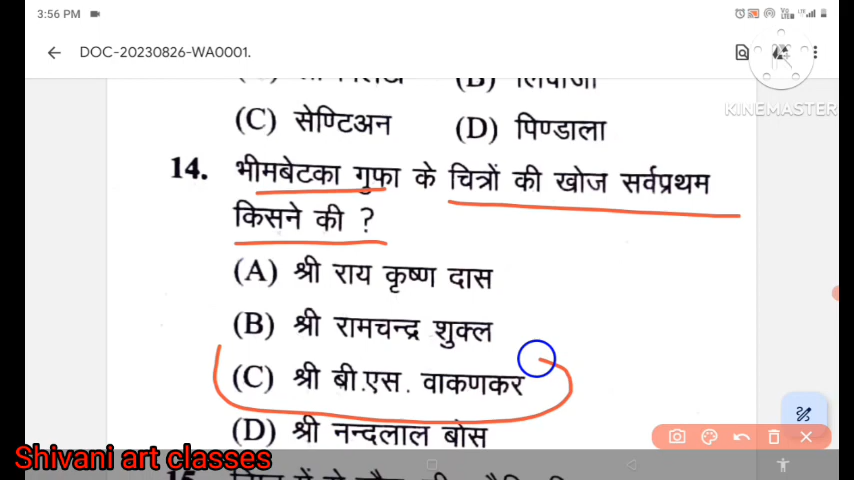 3:56 PM
DOC-20230826-WA0001.
KINEMASTER
(B) लिवाजा
(C) सेण्टिअन (D) पिण्डाला
14. भीमबेटका गुफा के चित्रों की खोज सर्वप्रथम
किसने की ?
(A) श्री राय कृष्ण दास
(B) श्री रामचन्द्र शुक्ल
(C) श्री बी.एस. वाकणकर
(D) श्री नन्दलाल बोस
Shivani art classes
15.